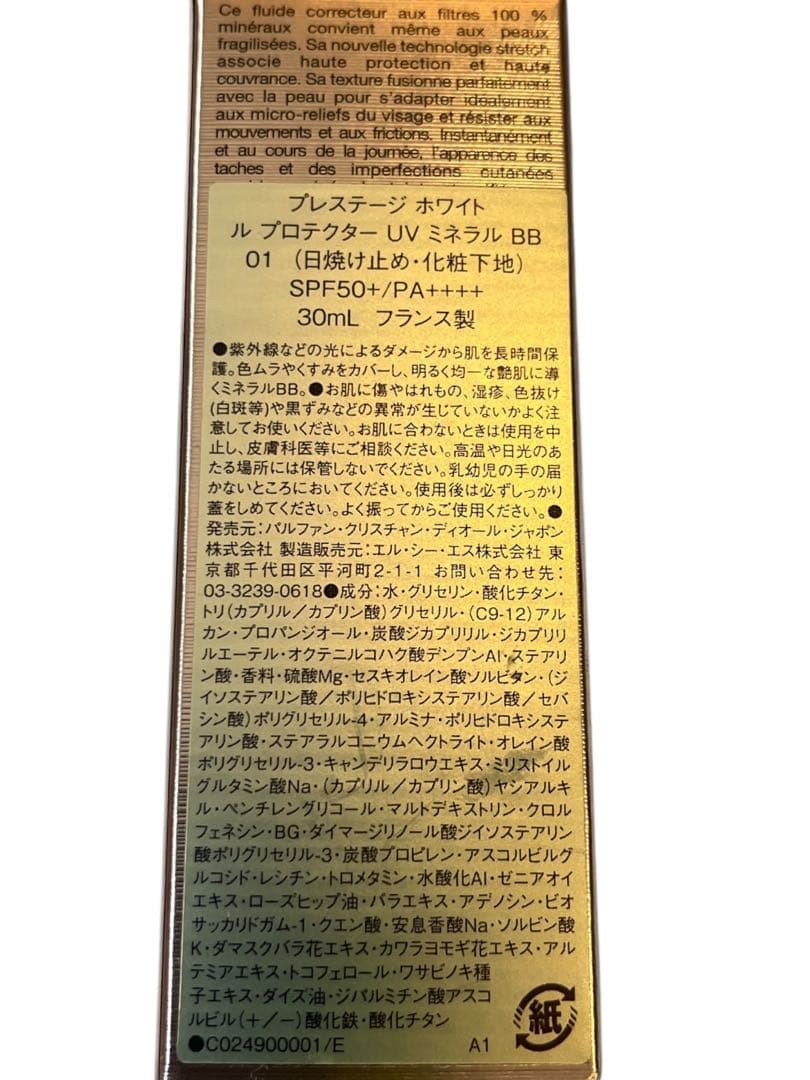 Ce fluide correcteur aux filtres 100 %
minéraux convient même aux peaux
fragilisées. Sa nouvelle technologie stretch
associe haute protection et haute
couvrance. Sa texture fusionne parfaitement
avec la peau pour s'adapter idéalement
aux micro-reliefs du visage et résister aux
mouvements et aux frictions. Instantanément
et au cours de la journée, l'apparence des
taches et des imperfections cutanées
プレステージ ホワイト
ル プロテクター UV ミネラル BB
01 (日焼け止め・化粧下地)
SPF50+/PA++++
30mL フランス製
●紫外線などの光によるダメージから肌を長時間保
護。色ムラやくすみをカバーし、明るく均一な艶肌に導
くミネラルBB。●お肌に傷やはれもの、湿疹、色抜け
(白斑等)や黒ずみなどの異常が生じていないかよく注
意してお使いください。お肌に合わないときは使用を中
止し、皮膚科医等にご相談ください。高温や日光のあ
たる場所には保管しないでください。乳幼児の手の届
かないところにおいてください。使用後は必ずしっかり
蓋をしめてください。よく振ってからご使用ください。●
発売元:パルファン・クリスチャン・ディオール・ジャポン
株式会社 製造販売元:エル・シー・エス株式会社 東
京都千代田区平河町2-1-1 お問い合わせ先:
03-3239-0618●成分:水・グリセリン・酸化チタン・
トリ(カプリル/カプリン酸)グリセリル・(C9-12)アル
カン・プロパンジオール・炭酸ジカプリリル・ジカプリリ
ルエーテル・オクテニルコハク酸デンプンAl・ステアリ
ン酸・香料・硫酸Mg・セスキオレイン酸ソルビタン・(ジ
イソステアリン酸/ポリヒドロキシステアリン酸/セバ
シン酸)ポリグリセリル-4・アルミナ・ポリヒドロキシステ
アリン酸・ステアラルコニウムヘクトライト・オレイン酸
ポリグリセリル-3・キャンデリラロウエキス・ミリストイル
グルタミン酸Na・(カプリル/カプリン酸)ヤシアルキ
ル・ペンチレングリコール・マルトデキストリン・クロル
フェネシン・BG・ダイマージリノール酸ジイソステアリン
酸ポリグリセリル-3・炭酸プロピレン・アスコルビルグ
ルコシド・レシチン・トロメタミン・水酸化Al・ゼニアオイ
エキス・ローズヒップ油・バラエキス・アデノシン・ビオ
サッカリドガム-1・クエン酸・安息香酸Na・ソルビン酸
K・ダマスクバラ花エキス・カワラヨモギ花エキス・アル
テミアエキス・トコフェロール・ワサビノキ種
子エキス・ダイズ油・ジパルミチン酸アスコ
ルビル(+/-)酸化鉄・酸化チタン
●C024900001/E A1
紙